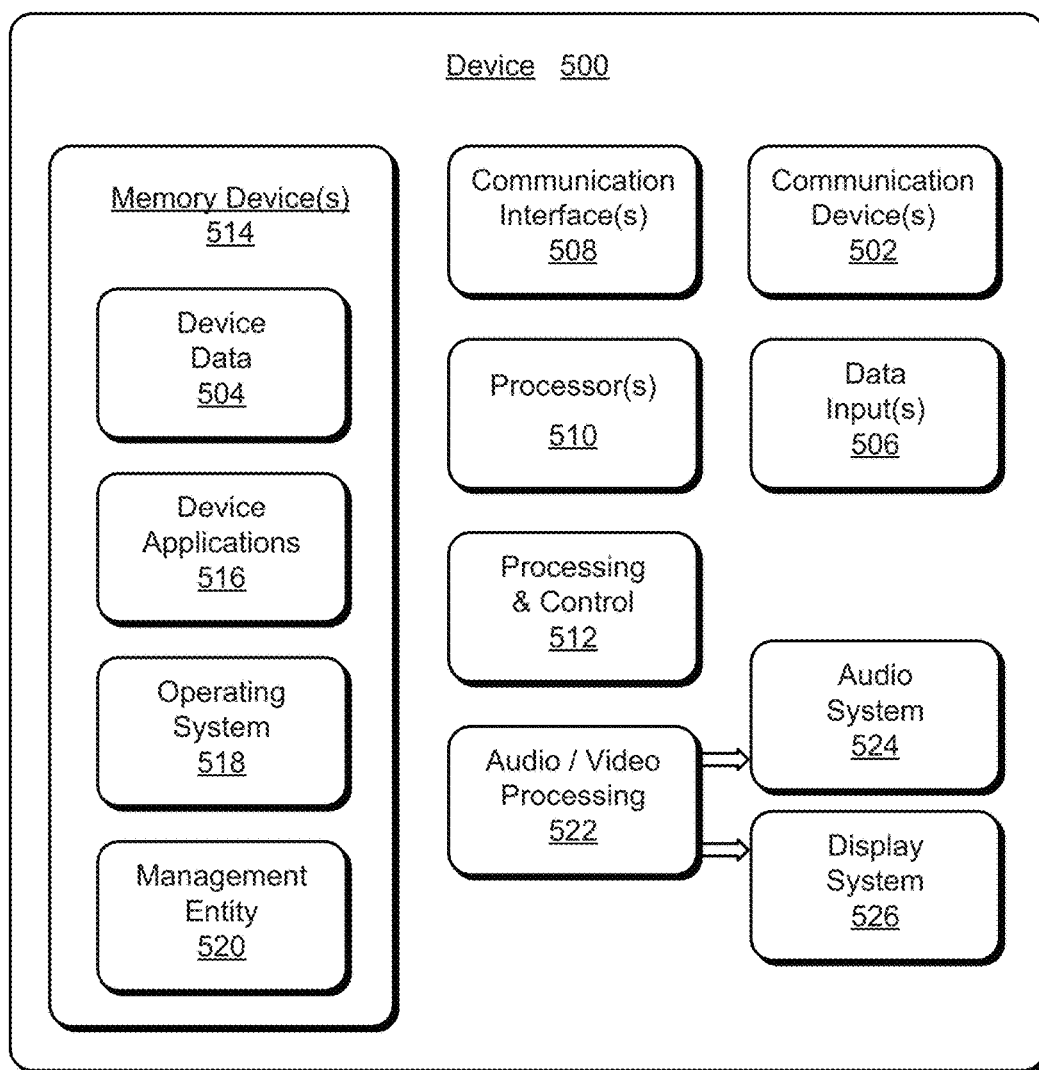 Device 500
Memory Device(s)
514
Device
Data
504
Device
Applications
516
Operating
System
518
Management
Entity
520
Communication
Interface(s)
508
Communication
Device(s)
502
Processor(s)
510
Data
Input(s)
506
Processing
& Control
512
Audio / Video
Processing
522
Audio
System
524
Display
System
526